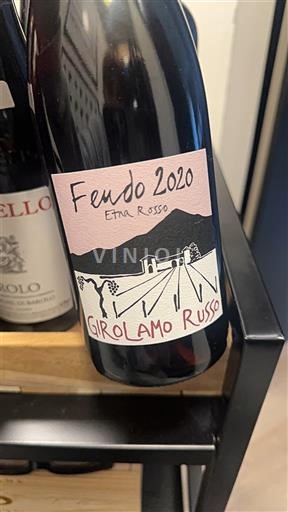 Feudo 2020
Etna Rosso
VINIOU
GIROLAMO RUSSO
ELLO
ROLO